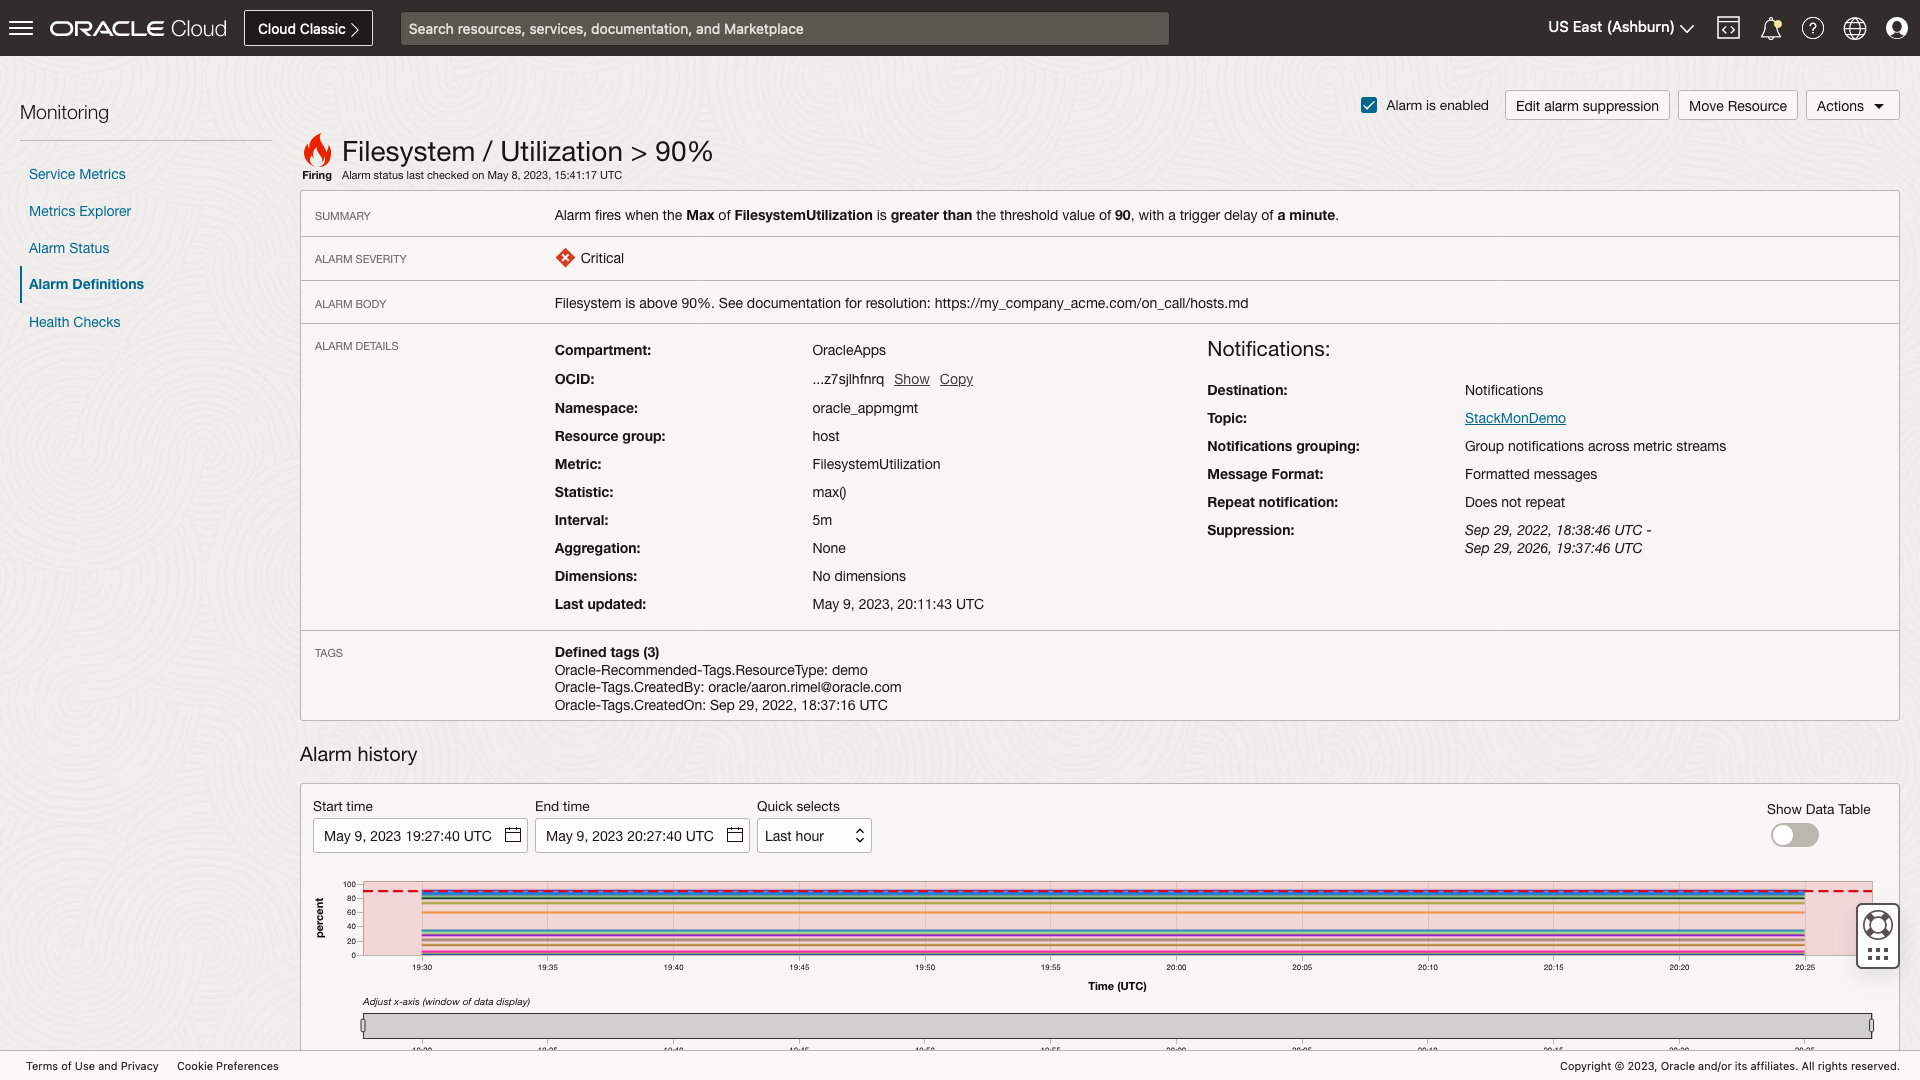 ORACLE Cloud
Cloud Classic
Search resources, services, documentation, and Marketplace
US East (Ashburn)
Monitoring
Service Metrics
Metrics Explorer
Alarm Status
Alarm Definitions
Health Checks
Alarm is enabled
Edit alarm suppression
Move Resource
Actions
Filesystem / Utilization > 90%
Firing Alarm status last checked on May 8, 2023, 15:41:17 UTC
SUMMARY Alarm fires when the Max of FilesystemUtilization is greater than the threshold value of 90, with a trigger delay of a minute.
ALARM SEVERITY Critical
ALARM BODY Filesystem is above 90%. See documentation for resolution: https://my_company_acme.com/on_call/hosts.md
ALARM DETAILS
Compartment: OracleApps
OCID: ...z7sjlhfnrq Show Copy
Namespace: oracle_appmgmt
Resource group: host
Metric: FilesystemUtilization
Statistic: max()
Interval: 5m
Aggregation: None
Dimensions: No dimensions
Last updated: May 9, 2023, 20:11:43 UTC
Notifications:
Destination: Notifications
Topic: StackMonDemo
Notifications grouping: Group notifications across metric streams
Message Format: Formatted messages
Repeat notification: Does not repeat
Suppression: Sep 29, 2022, 18:38:46 UTC -
Sep 29, 2026, 19:37:46 UTC
TAGS
Defined tags (3)
Oracle-Recommended-Tags.ResourceType: demo
Oracle-Tags.CreatedBy: oracle/aaron.rimel@oracle.com
Oracle-Tags.CreatedOn: Sep 29, 2022, 18:37:16 UTC
Alarm history
Start time End time Quick selects
May 9, 2023 19:27:40 UTC May 9, 2023 20:27:40 UTC Last hour
Show Data Table
percent
100
80
60
40
20
0
19:30 19:35 19:40 19:45 19:50 19:55 20:00 20:05 20:10 20:15 20:20 20:25
Time (UTC)
Adjust x-axis (window of data display)
Terms of Use and Privacy Cookie Preferences
Copyright © 2023, Oracle and/or its affiliates. All rights reserved.